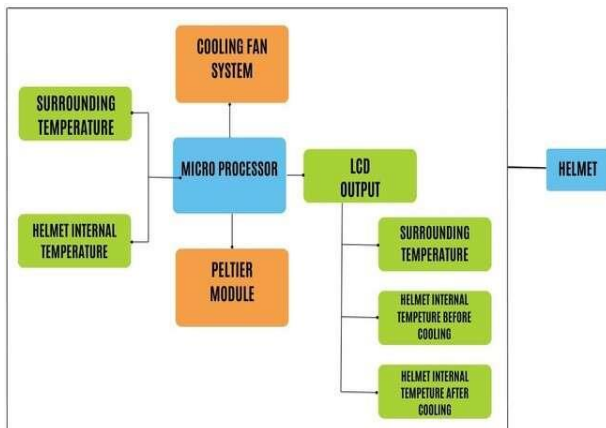 COOLING FAN
SYSTEM
SURROUNDING
TEMPERATURE
MICRO PROCESSOR
LCD
OUTPUT
HELMET
HELMET INTERNAL
TEMPERATURE
PELTIER
MODULE
SURROUNDING
TEMPERATURE
HELMET INTERNAL
TEMPETURE BEFORE
COOLING
HELMET INTERNAL
TEMPETURE AFTER
COOLING